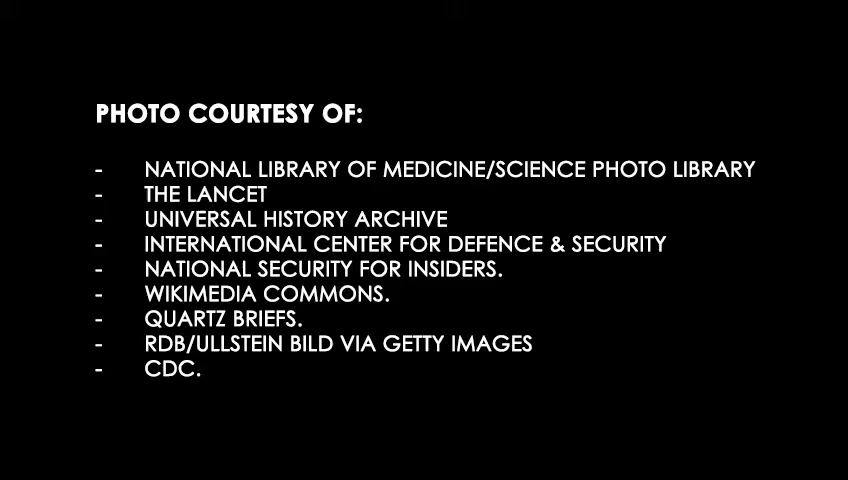 PHOTO COURTESY OF:
- NATIONAL LIBRARY OF MEDICINE/SCIENCE PHOTO LIBRARY
- THE LANCET
- UNIVERSAL HISTORY ARCHIVE
- INTERNATIONAL CENTER FOR DEFENCE & SECURITY
- NATIONAL SECURITY FOR INSIDERS.
- WIKIMEDIA COMMONS.
- QUARTZ BRIEFS.
- RDB/ULLSTEIN BILD VIA GETTY IMAGES
- CDC.